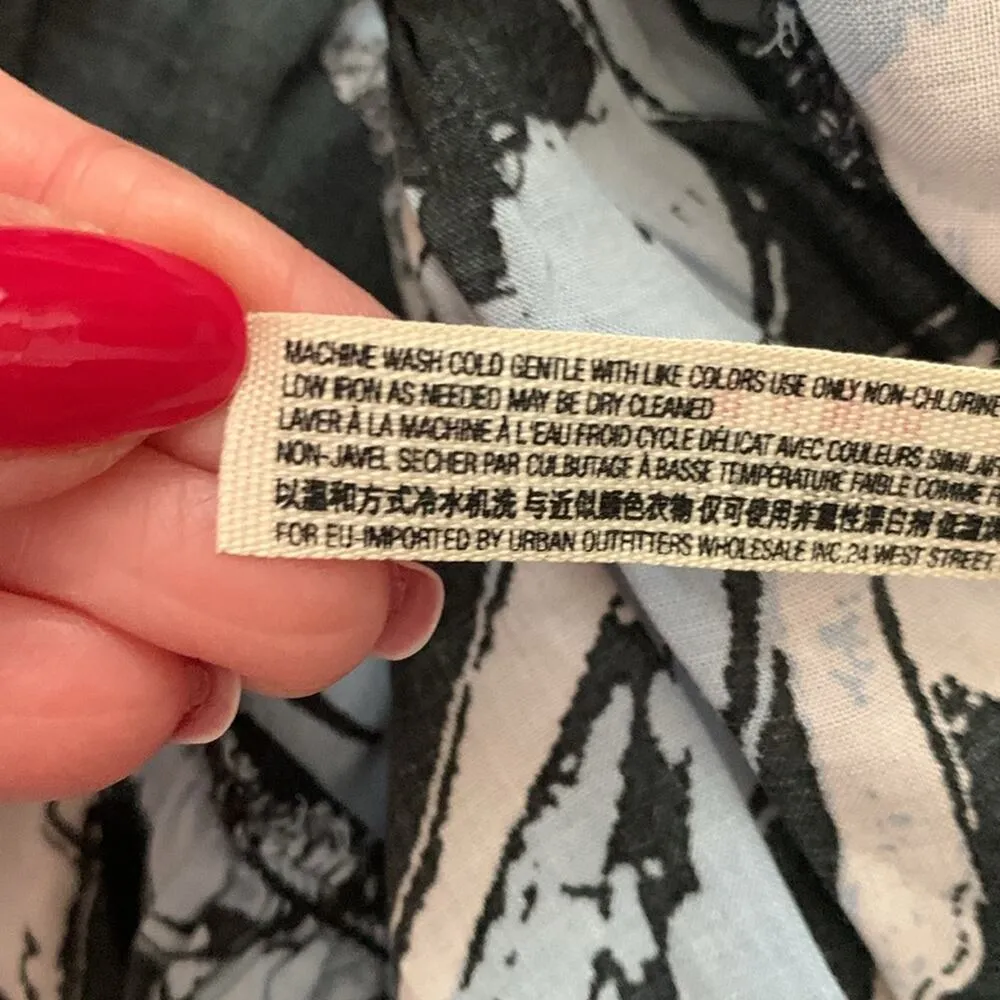 MACHINE WASH COLD GENTLE WITH LIKE COLORS USE ONLY NON-CHLORINE
LOW IRON AS NEEDED MAY BE DRY CLEANED
LAVER À LA MACHINE À L'EAU FROID CYCLE DÉLICAT AVEC COULEURS SIMILAI
NON-JAVEL SECHER PAR CULBUTAGE À BASSE TEMPÉRATURE FAIBLE COMME
以温和方式冷水机洗 与近似颜色衣物 仅可使用非氯性漂白剂 低温
FOR EU-IMPORTED BY URBAN OUTFITTERS WHOLESALE INC.24 WEST STREET,